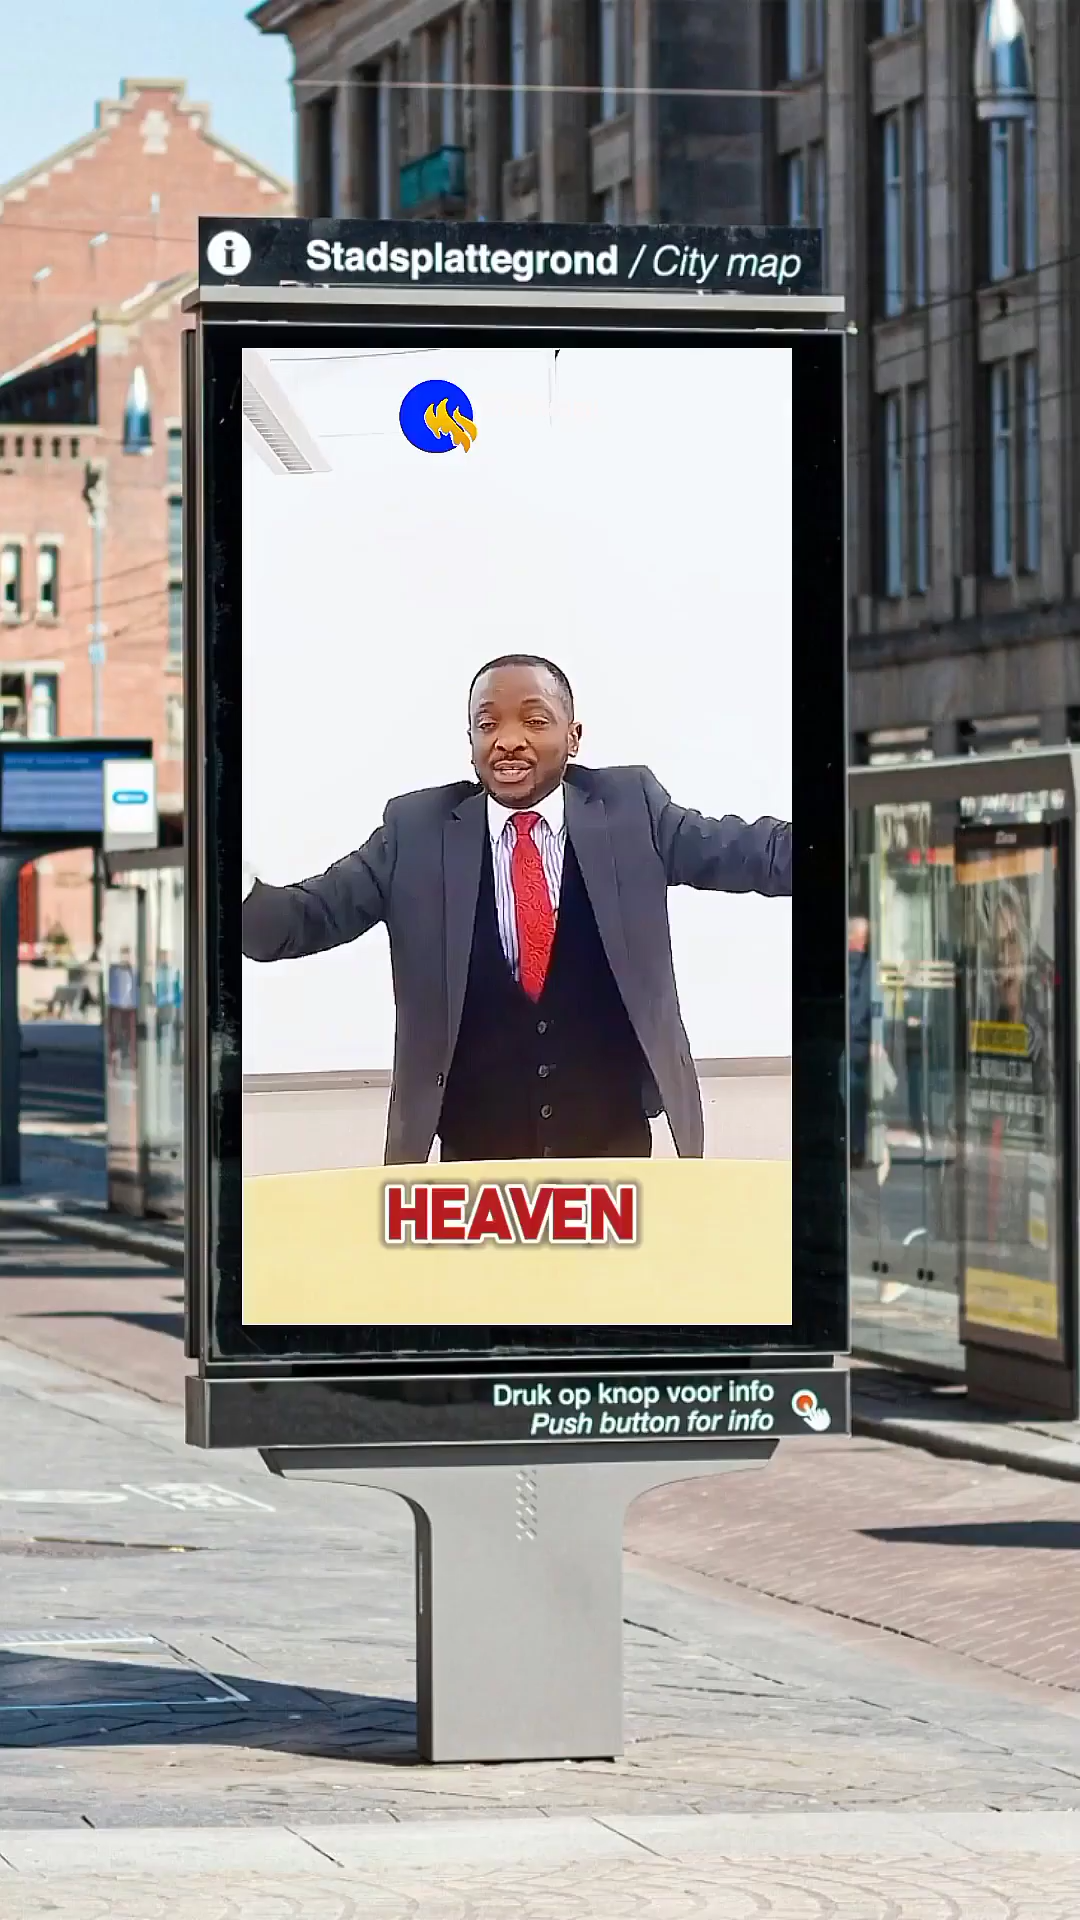 i Stadsplattegrond / City map
HEAVEN
Druk op knop voor info
Push button for info